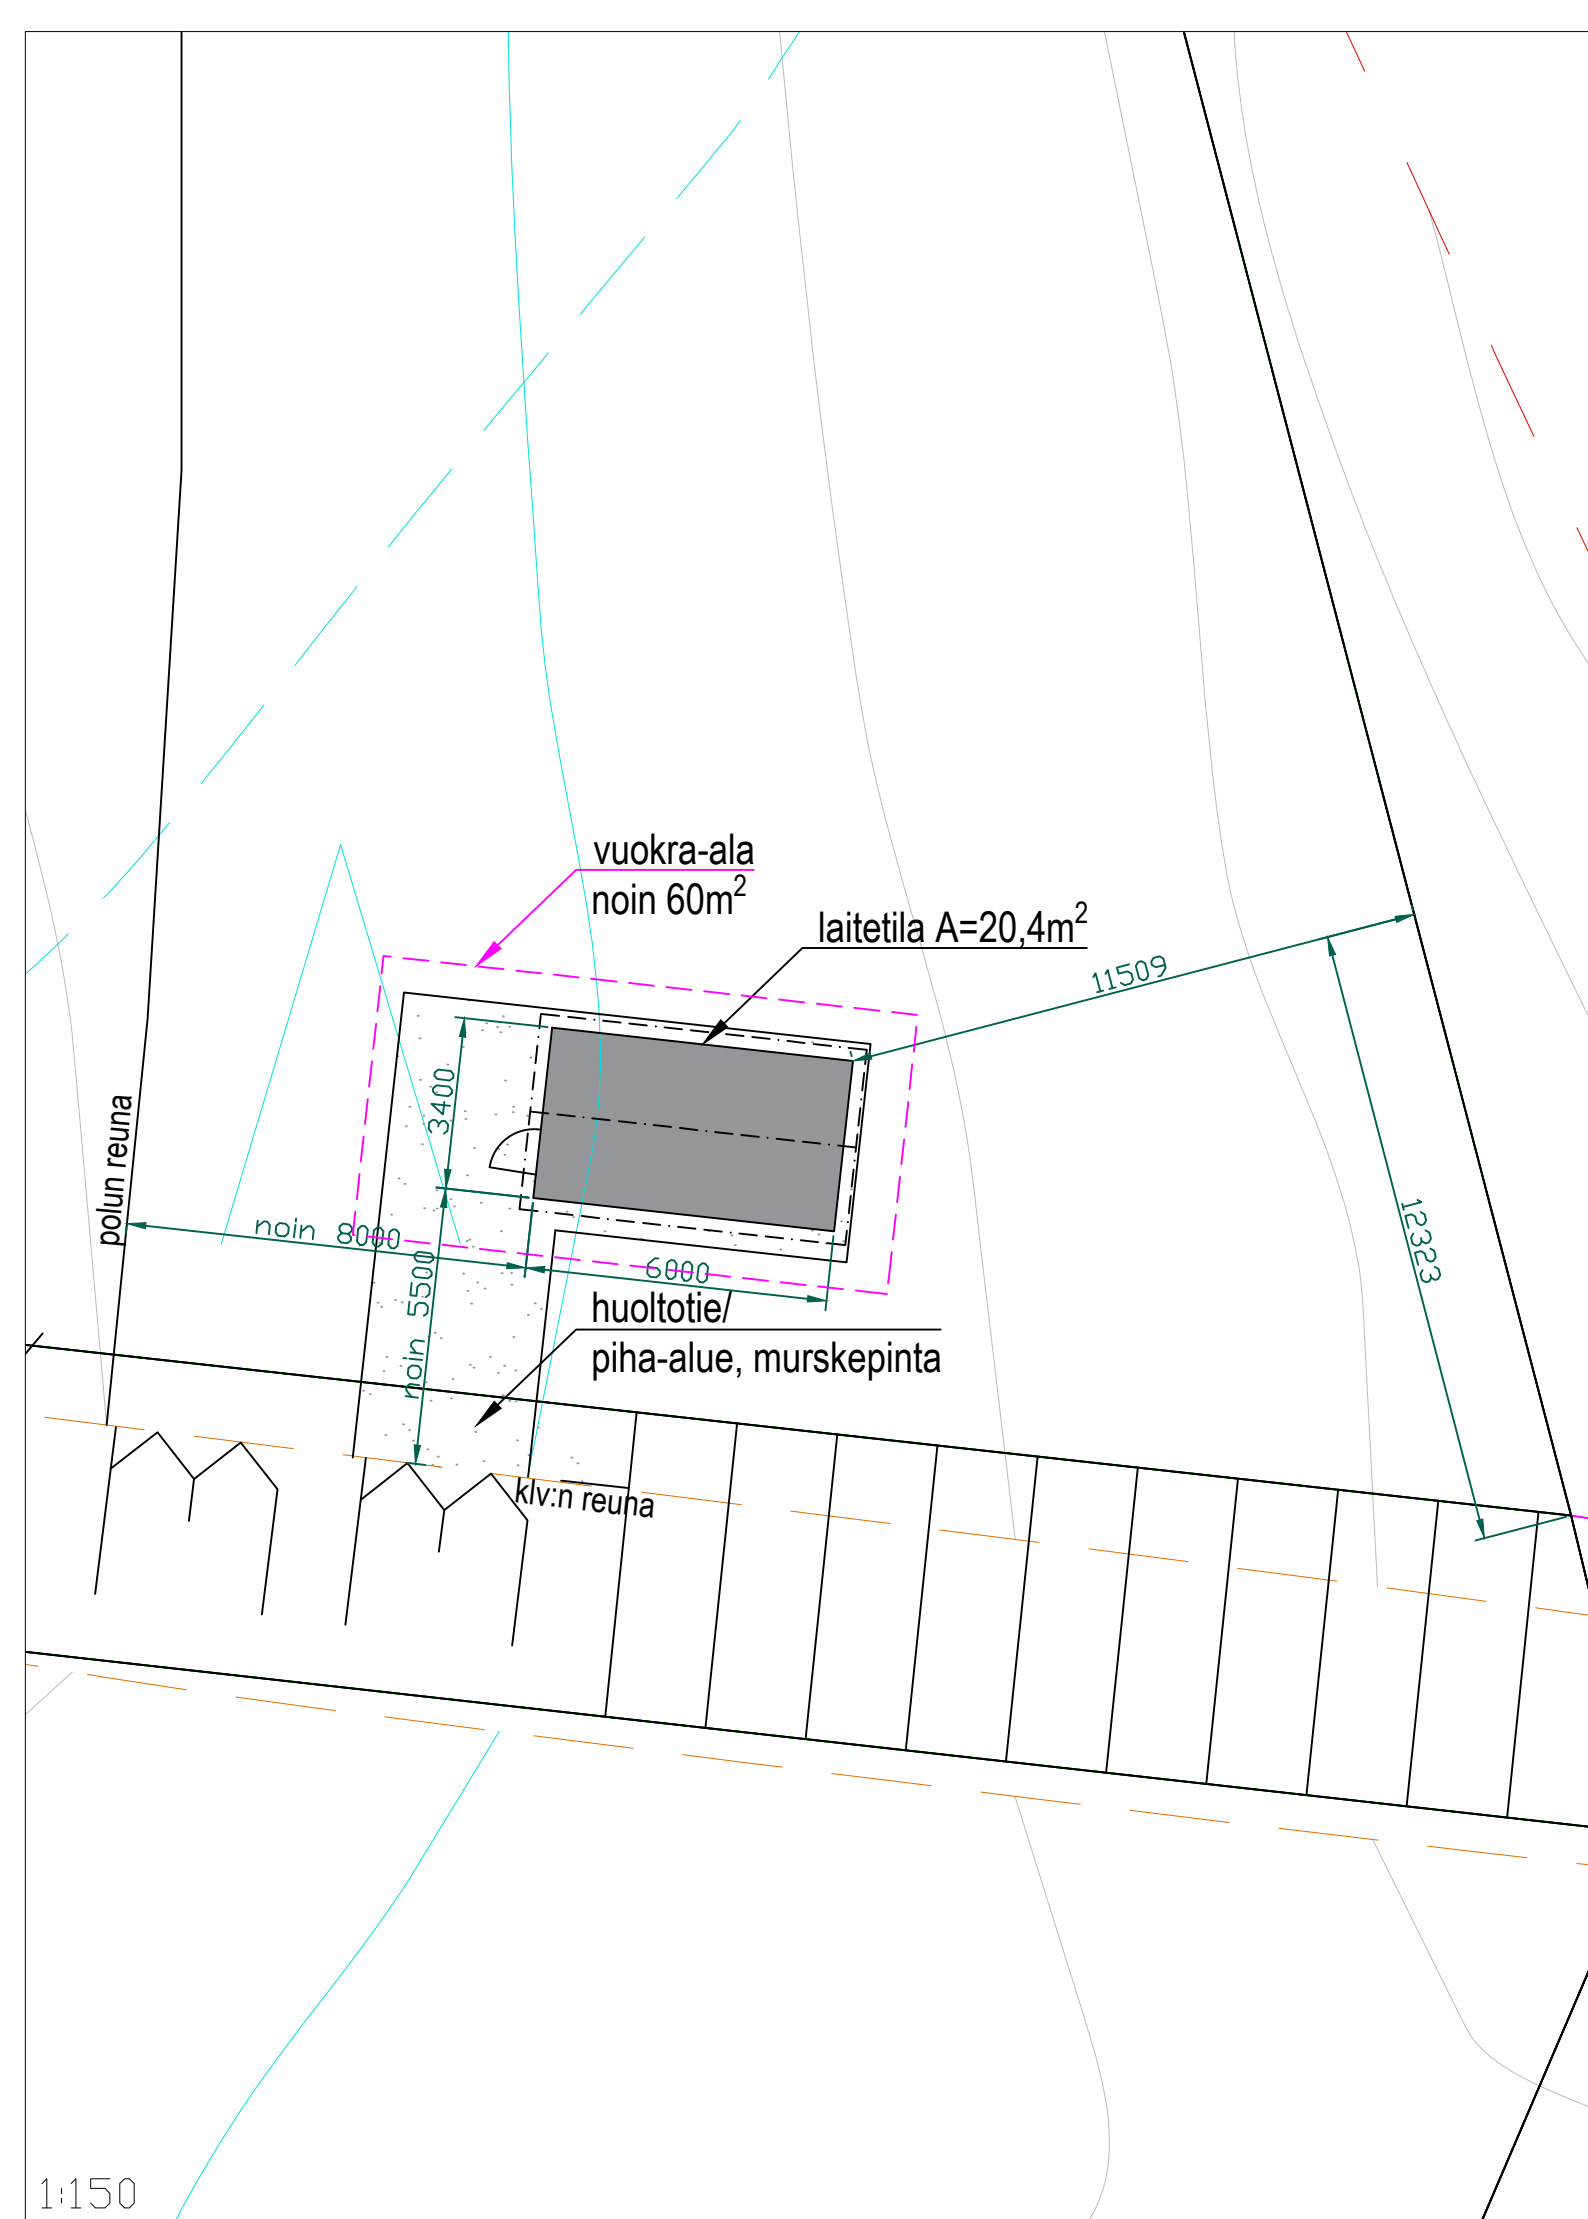 vuokra-ala
noin 60m²
laitetila A=20,4m²
11509
3400
polun reuna
noin 8000
12323
noin 5500
6000
huoltotie/
piha-alue, murskepinta
klv:n reuna
1:150